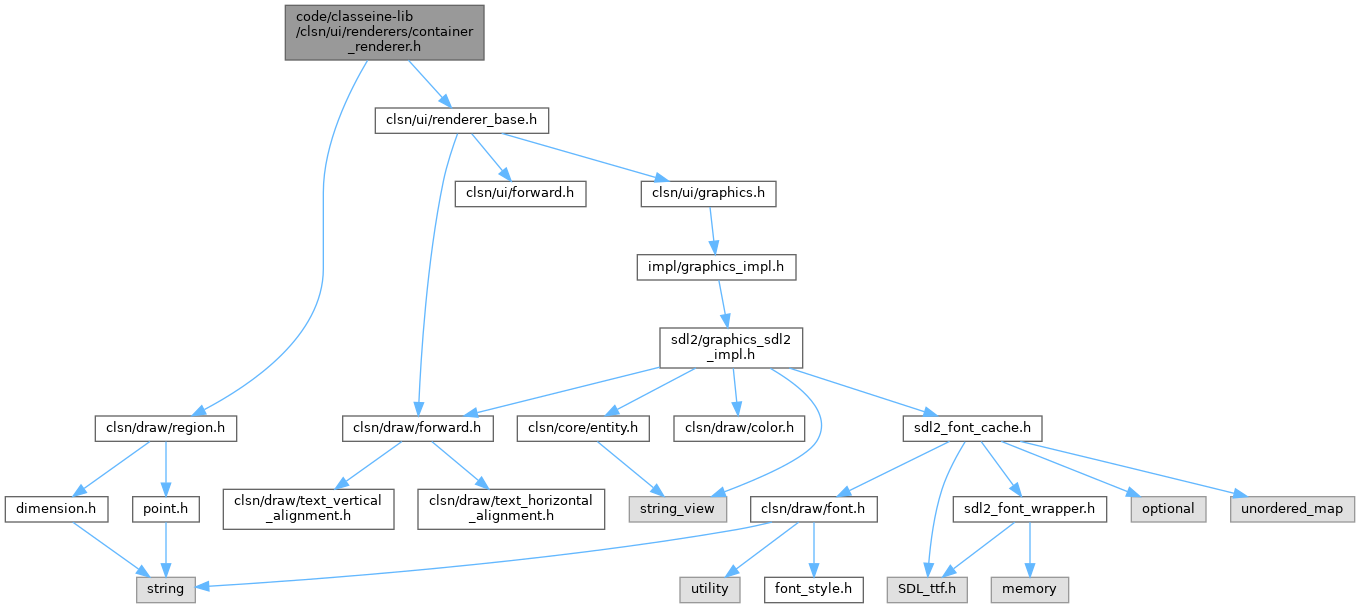 code/classeine-lib
/clsn/ui/renderers/container
_renderer.h
clsn/ui/renderer_base.h
clsn/ui/forward.h
clsn/ui/graphics.h
impl/graphics_impl.h
sdl2/graphics_sdl2
_impl.h
clsn/draw/region.h
clsn/draw/forward.h
clsn/core/entity.h
clsn/draw/color.h
sdl2_font_cache.h
dimension.h
point.h
clsn/draw/text_vertical
_alignment.h
clsn/draw/text_horizontal
_alignment.h
string_view
clsn/draw/font.h
sdl2_font_wrapper.h
optional
unordered_map
string
utility
font_style.h
SDL_ttf.h
memory